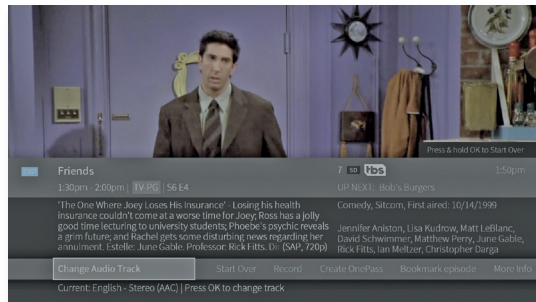 Press & hold OK to Start Over
Friends
7 SD tbs 1:50pm
1:30pm - 2:00pm | TV-PG | S6 E4
UP NEXT: Bob's Burgers
'The One Where Joey Loses His Insurance' - Losing his health
insurance couldn't come at a worse time for Joey; Ross has a jolly
good time lecturing to university students; Phoebe's psychic reveals
a grim future; and Rachel gets some disturbing news regarding her
annulment. Estelle: June Gable. Professor: Rick Fitts. Dir (SAP, 720p)
Comedy, Sitcom, First aired: 10/14/1999
Jennifer Aniston, Lisa Kudrow, Matt LeBlanc,
David Schwimmer, Matthew Perry, June Gable,
Rick Fitts, Ian Meltzer, Christopher Darga
Change Audio Track Start Over Record Create OnePass Bookmark episode More Info
Current: English - Stereo (AAC) | Press OK to change track